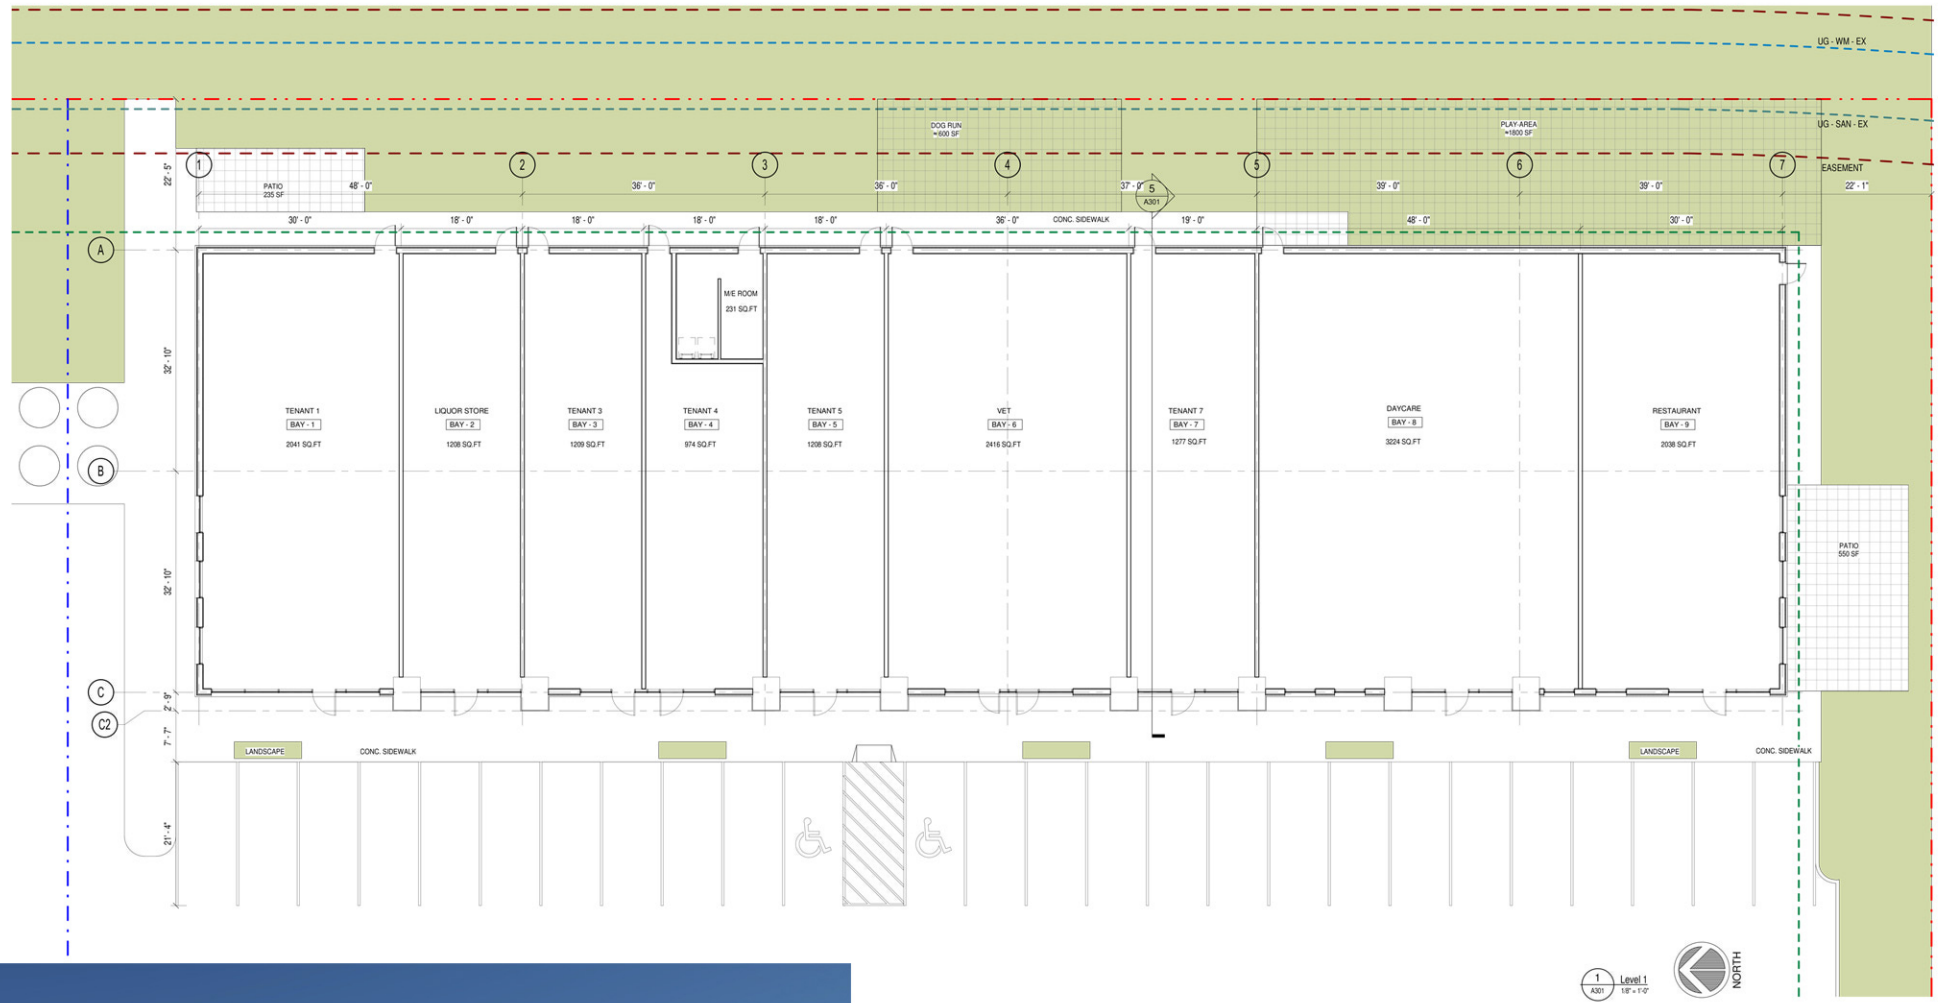 UG - WM - EX
DOG RUN
≈600 SF
PLAY-AREA
≈1800 SF
UG - SAN - EX
1
2
3
4
5
6
7
EASEMENT
22' - 5"
PATIO
235 SF
48' - 0"
36' - 0"
36' - 0"
37' - 0"
5
A301
39' - 0"
39' - 0"
22' - 1"
30' - 0"
18' - 0"
18' - 0"
18' - 0"
18' - 0"
36' - 0"
CONC. SIDEWALK
19' - 0"
48' - 0"
30' - 0"
A
M/E ROOM
231 SQ.FT
32' - 10"
TENANT 1
BAY - 1
2041 SQ.FT
LIQUOR STORE
BAY - 2
1208 SQ.FT
TENANT 3
BAY - 3
1209 SQ.FT
TENANT 4
BAY - 4
974 SQ.FT
TENANT 5
BAY - 5
1208 SQ.FT
VET
BAY - 6
2416 SQ.FT
TENANT 7
BAY - 7
1277 SQ.FT
DAYCARE
BAY - 8
3224 SQ.FT
RESTAURANT
BAY - 9
2038 SQ.FT
B
32' - 10"
PATIO
550 SF
C
2' - 9"
C2
7' - 7"
LANDSCAPE
CONC. SIDEWALK
LANDSCAPE
CONC. SIDEWALK
21' - 4"
1
A301
Level 1
1/8" = 1'-0"
NORTH